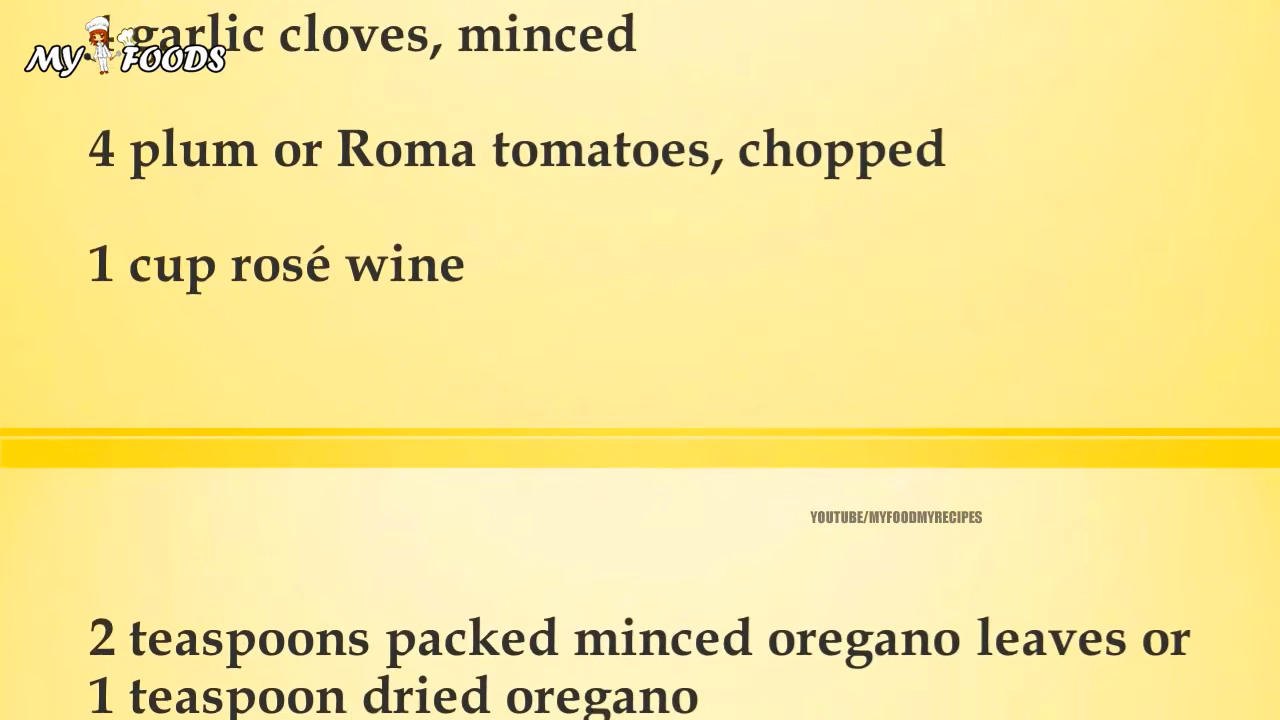 garlic cloves, minced
MY FOODS
4 plum or Roma tomatoes, chopped
1 cup rosé wine
YOUTUBE/MYFOODMYRECIPES
2 teaspoons packed minced oregano leaves or
1 teaspoon dried oregano